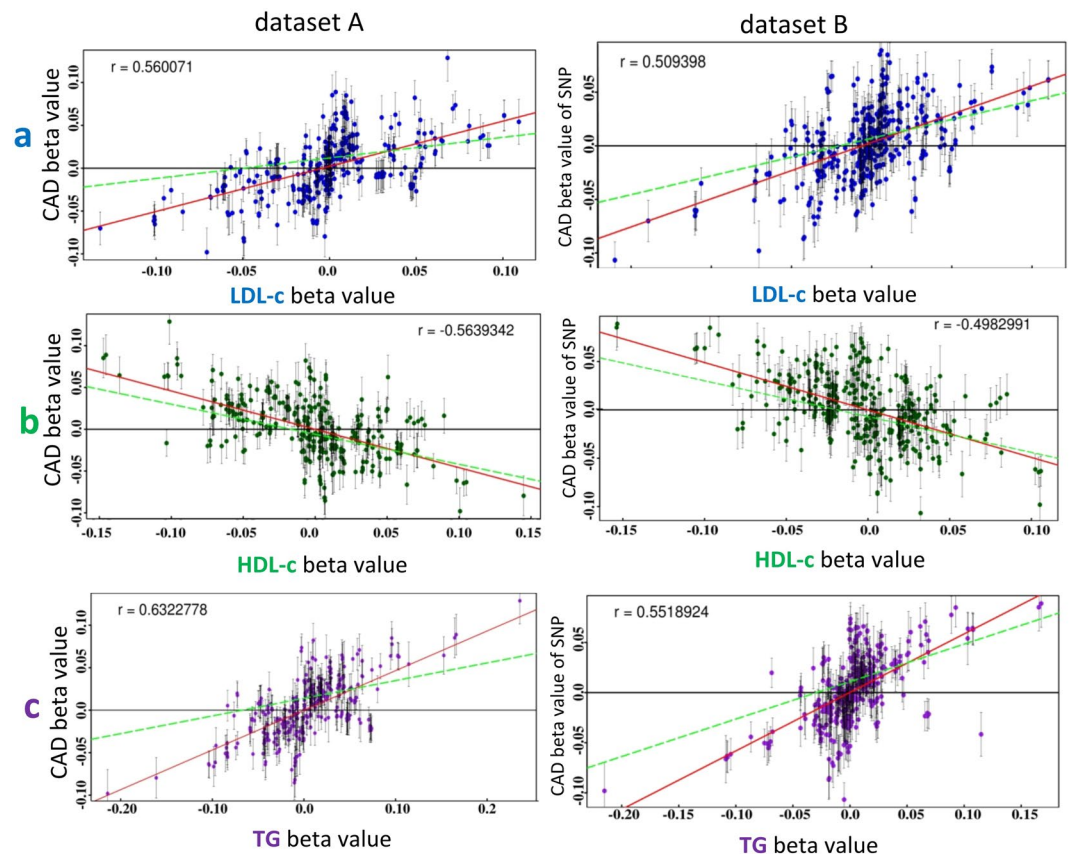 dataset A
dataset B
a
CAD beta value
r = 0.560071
0.10
0.05
0.0
-0.05
-0.10
-0.10
-0.05
0.0
0.05
0.10
LDL-c beta value
CAD beta value of SNP
r = 0.509398
0.05
0.0
-0.05
-0.10
LDL-c beta value
b
CAD beta value
r = -0.5639342
0.10
0.05
0.0
-0.05
-0.10
-0.15
-0.10
-0.05
0.0
0.05
0.10
0.15
HDL-c beta value
CAD beta value of SNP
r = -0.4982991
0.05
0.0
-0.05
-0.10
-0.15
-0.10
-0.05
0.0
0.05
0.10
HDL-c beta value
c
CAD beta value
r = 0.6322778
0.10
0.05
0.0
-0.05
-0.10
-0.20
-0.10
0.0
0.10
0.2
TG beta value
CAD beta value of SNP
r = 0.5518924
0.05
0.0
-0.05
-0.10
-0.20
-0.20
-0.10
0.00
0.05
0.10
0.15
TG beta value